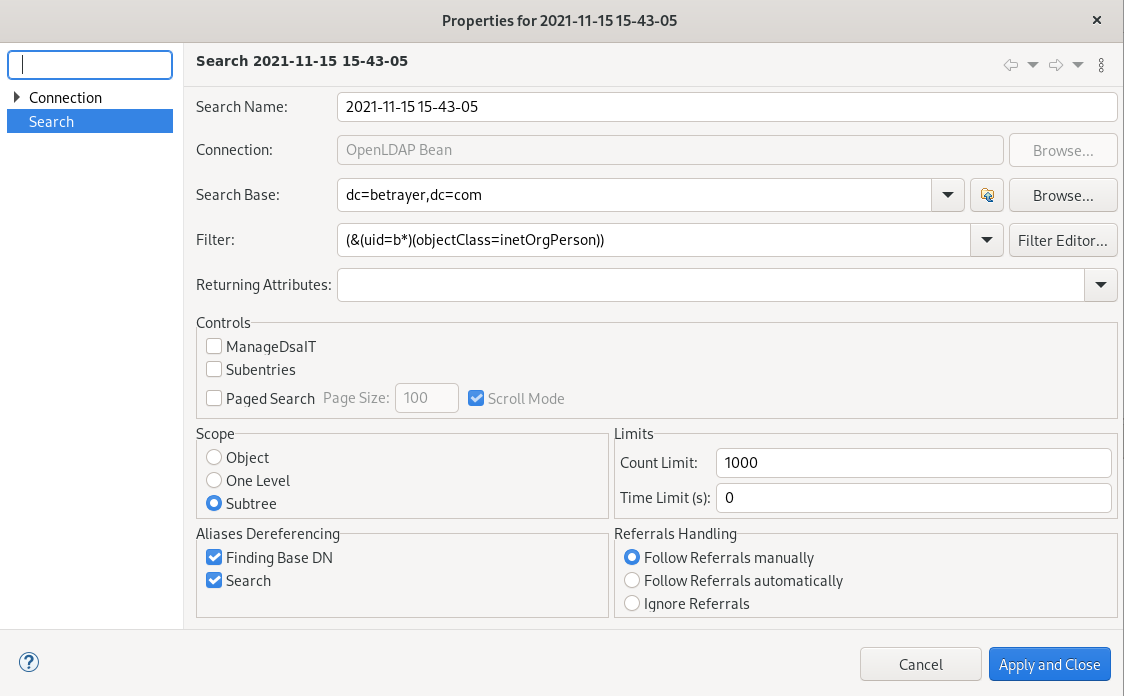 Properties for 2021-11-15 15-43-05
Connection
Search
Search 2021-11-15 15-43-05
Search Name: 2021-11-15 15-43-05
Connection: OpenLDAP Bean Browse...
Search Base: dc=betrayer,dc=com Browse...
Filter: (&(uid=b*)(objectClass=inetOrgPerson)) Filter Editor...
Returning Attributes:
Controls
ManageDsaIT
Subentries
Paged Search Page Size: 100 Scroll Mode
Scope
Object
One Level
Subtree
Limits
Count Limit: 1000
Time Limit (s): 0
Aliases Dereferencing
Finding Base DN
Search
Referrals Handling
Follow Referrals manually
Follow Referrals automatically
Ignore Referrals
? Cancel Apply and Close